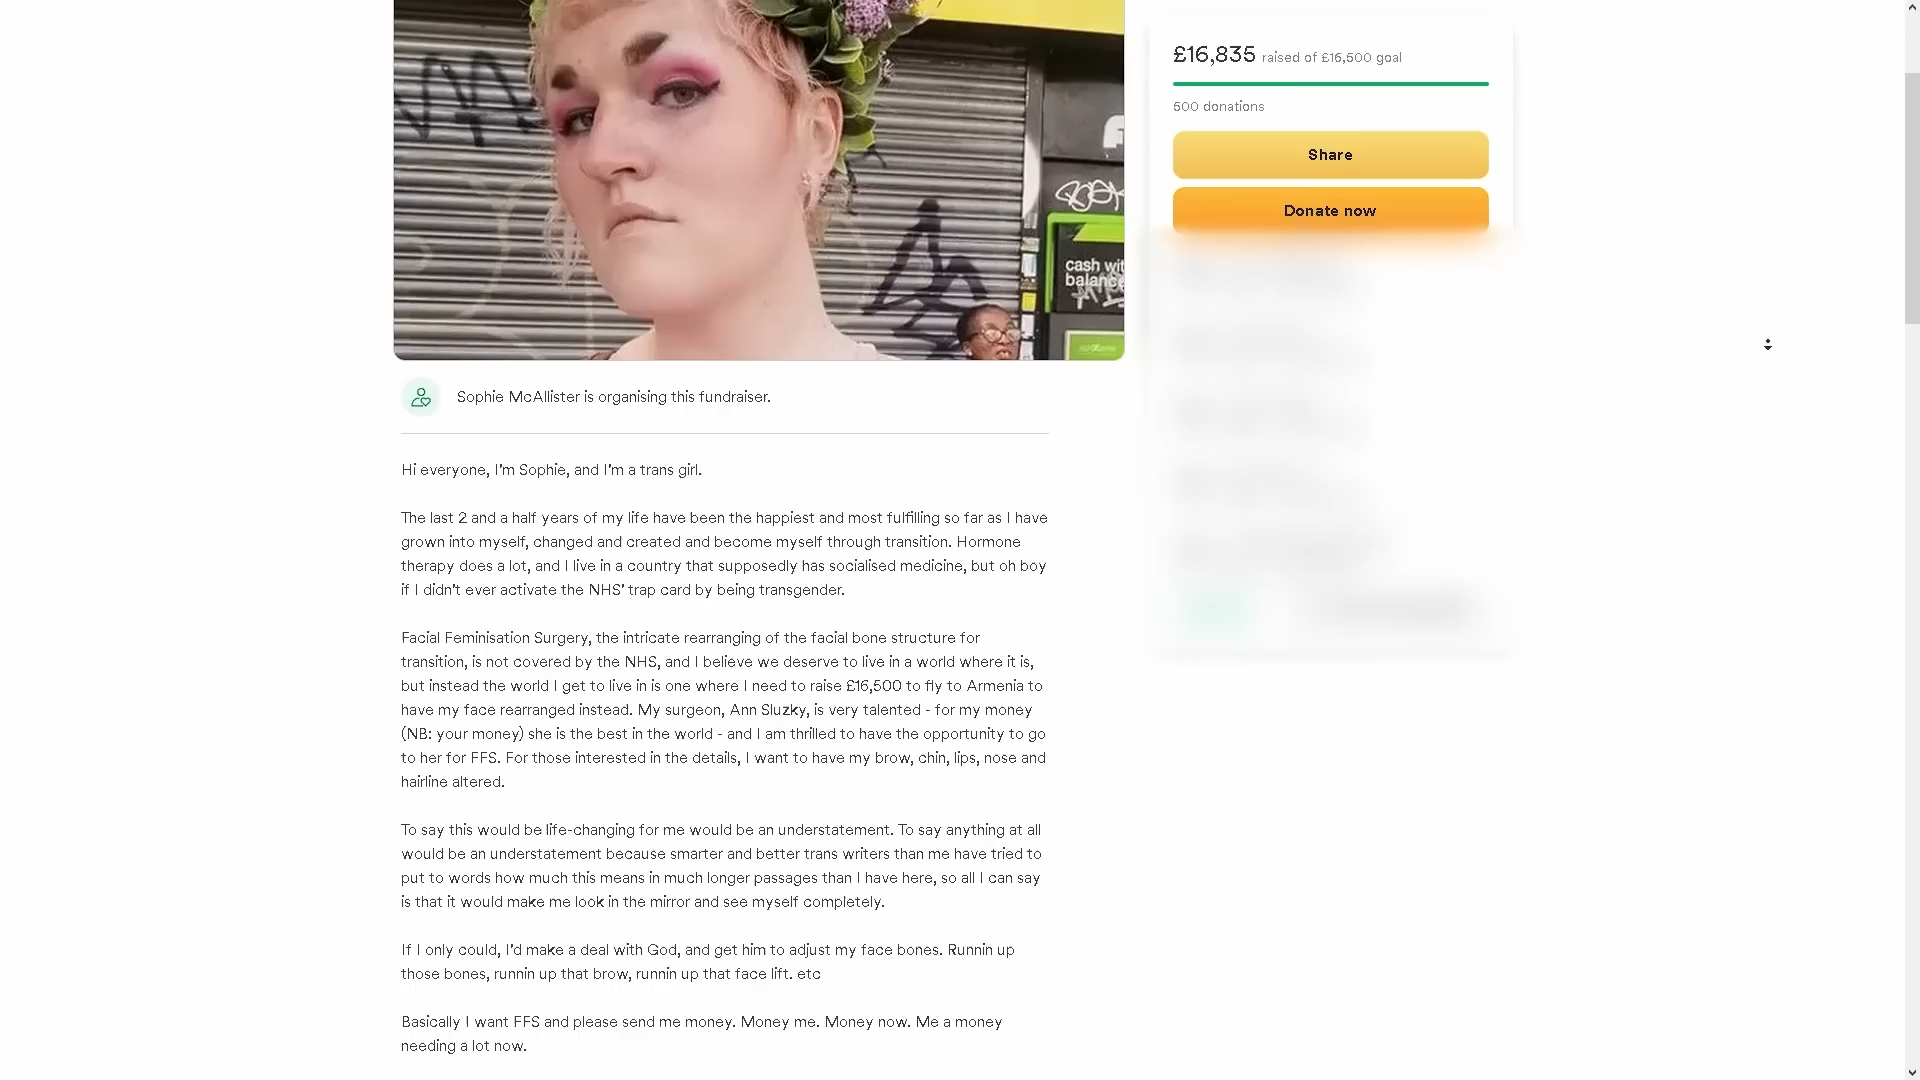 cash wit
balance
£16,835 raised of £16,500 goal
500 donations
Share
Donate now
Sophie McAllister is organising this fundraiser.
Hi everyone, I'm Sophie, and I'm a trans girl.
The last 2 and a half years of my life have been the happiest and most fulfilling so far as I have
grown into myself, changed and created and become myself through transition. Hormone
therapy does a lot, and I live in a country that supposedly has socialised medicine, but oh boy
if I didn't ever activate the NHS' trap card by being transgender.
Facial Feminisation Surgery, the intricate rearranging of the facial bone structure for
transition, is not covered by the NHS, and I believe we deserve to live in a world where it is,
but instead the world I get to live in is one where I need to raise £16,500 to fly to Armenia to
have my face rearranged instead. My surgeon, Ann Sluzky, is very talented - for my money
(NB: your money) she is the best in the world - and I am thrilled to have the opportunity to go
to her for FFS. For those interested in the details, I want to have my brow, chin, lips, nose and
hairline altered.
To say this would be life-changing for me would be an understatement. To say anything at all
would be an understatement because smarter and better trans writers than me have tried to
put to words how much this means in much longer passages than I have here, so all I can say
is that it would make me look in the mirror and see myself completely.
If I only could, I'd make a deal with God, and get him to adjust my face bones. Runnin up
those bones, runnin up that brow, runnin up that face lift. etc
Basically I want FFS and please send me money. Money me. Money now. Me a money
needing a lot now.